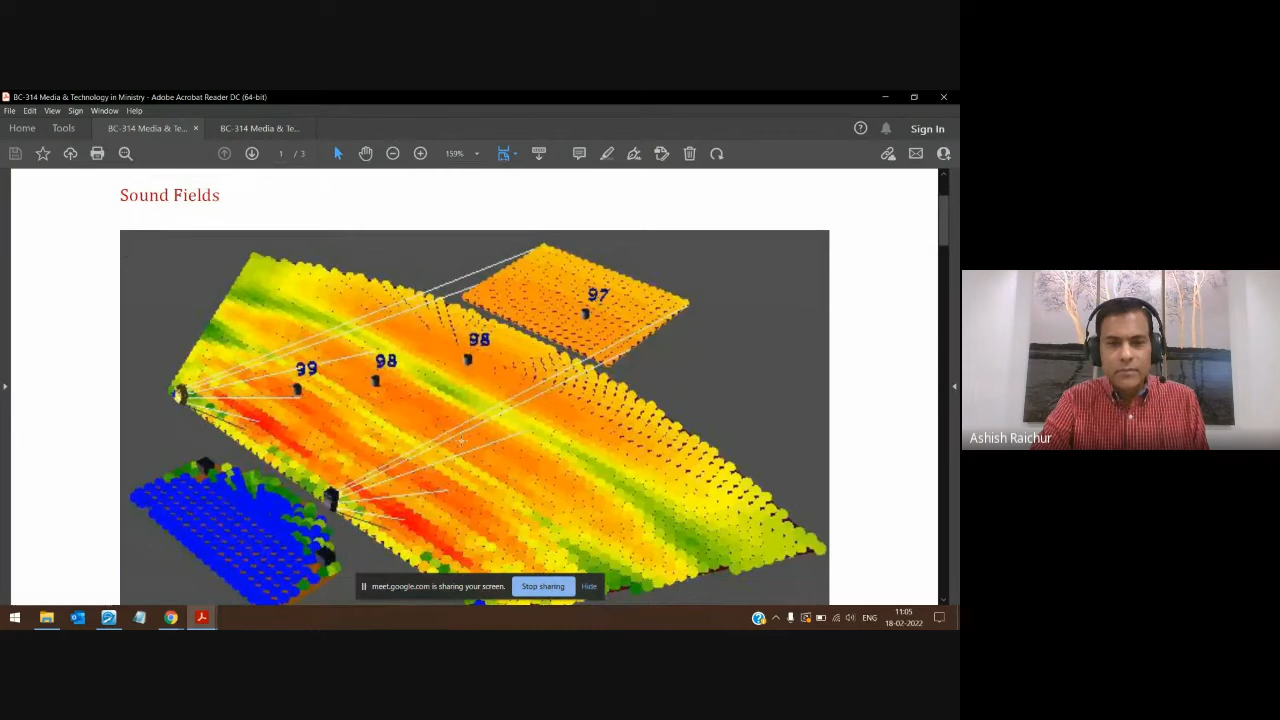 BC-314 Media & Technology in Ministry - Adobe Acrobat Reader DC (64-bit)
File Edit View Sign Window Help
Home Tools BC-314 Media & Te... × BC-314 Media & Te... Sign In
1 / 3 159%
Sound Fields
97
98
98
99
Ashish Raichur
meet.google.com is sharing your screen. Stop sharing Hide
11:05
ENG
18-02-2022